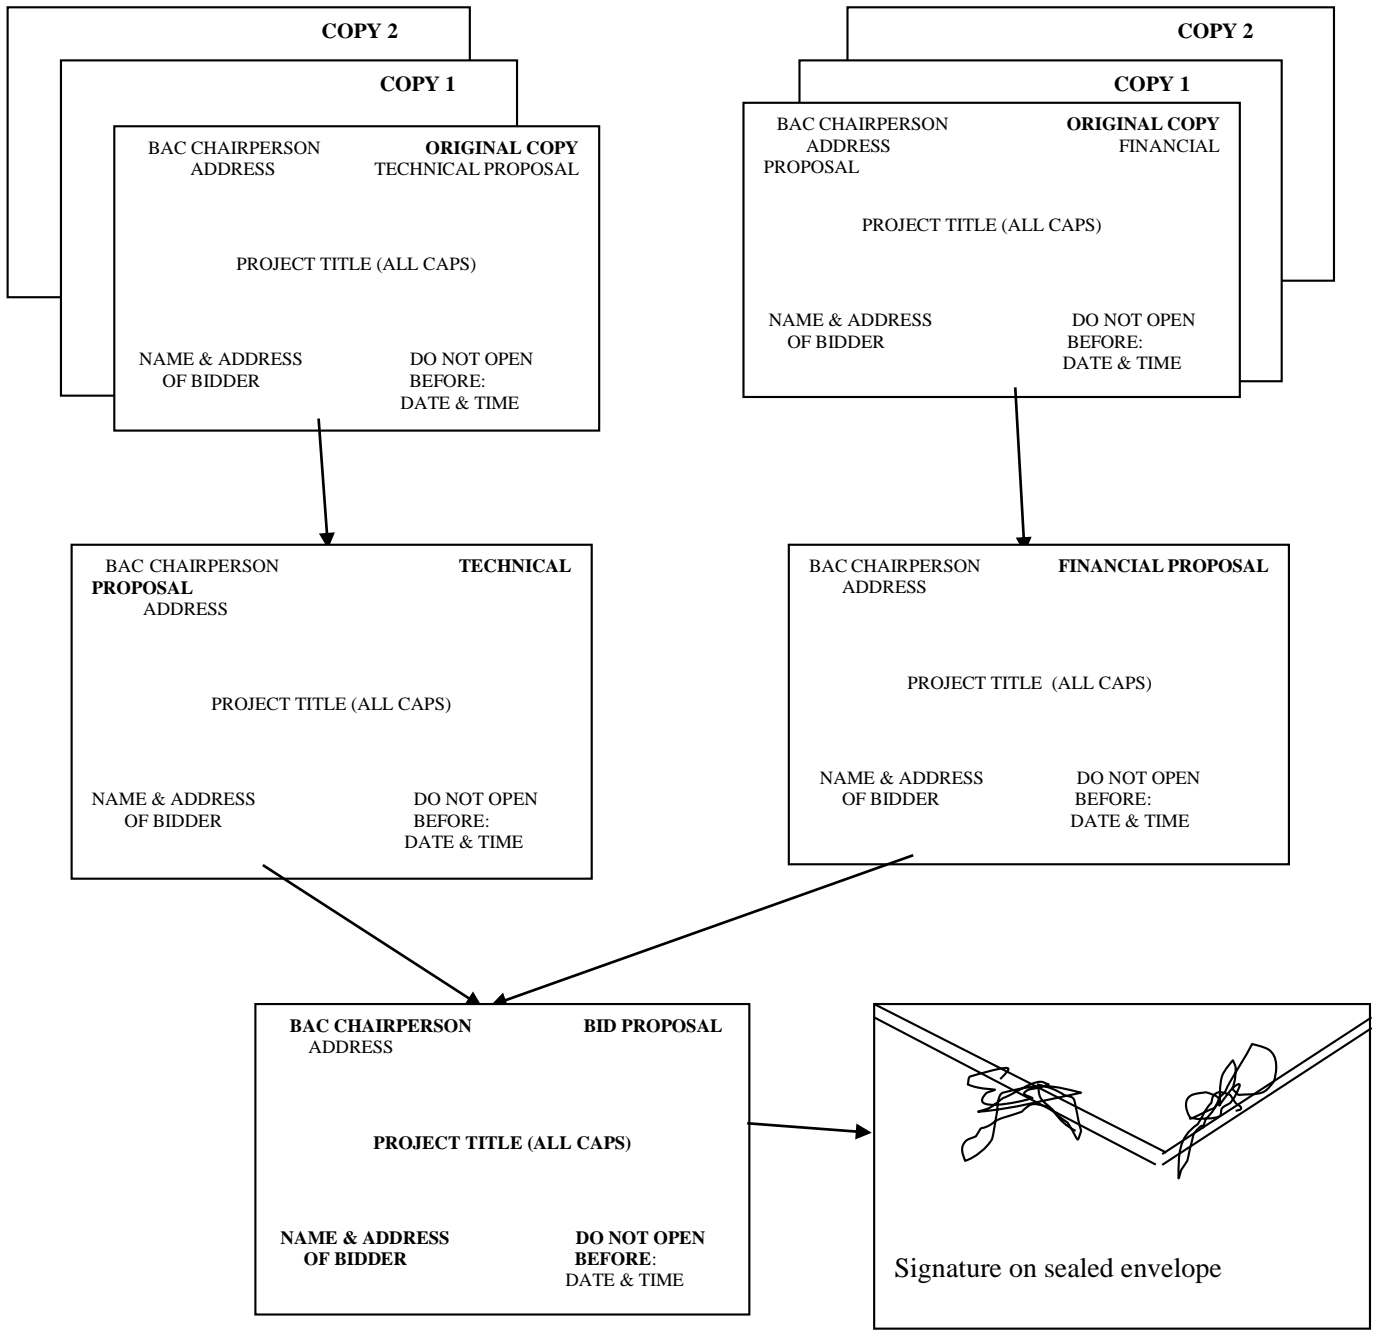 COPY 2
COPY 1
BAC CHAIRPERSON ORIGINAL COPY
ADDRESS TECHNICAL PROPOSAL
PROJECT TITLE (ALL CAPS)
NAME & ADDRESS DO NOT OPEN
OF BIDDER BEFORE:
DATE & TIME
COPY 2
COPY 1
BAC CHAIRPERSON ORIGINAL COPY
ADDRESS FINANCIAL
PROPOSAL
PROJECT TITLE (ALL CAPS)
NAME & ADDRESS DO NOT OPEN
OF BIDDER BEFORE:
DATE & TIME
BAC CHAIRPERSON TECHNICAL
PROPOSAL
ADDRESS
PROJECT TITLE (ALL CAPS)
NAME & ADDRESS DO NOT OPEN
OF BIDDER BEFORE:
DATE & TIME
BAC CHAIRPERSON FINANCIAL PROPOSAL
ADDRESS
PROJECT TITLE (ALL CAPS)
NAME & ADDRESS DO NOT OPEN
OF BIDDER BEFORE:
DATE & TIME
BAC CHAIRPERSON BID PROPOSAL
ADDRESS
PROJECT TITLE (ALL CAPS)
NAME & ADDRESS DO NOT OPEN
OF BIDDER BEFORE:
DATE & TIME
Signature on sealed envelope